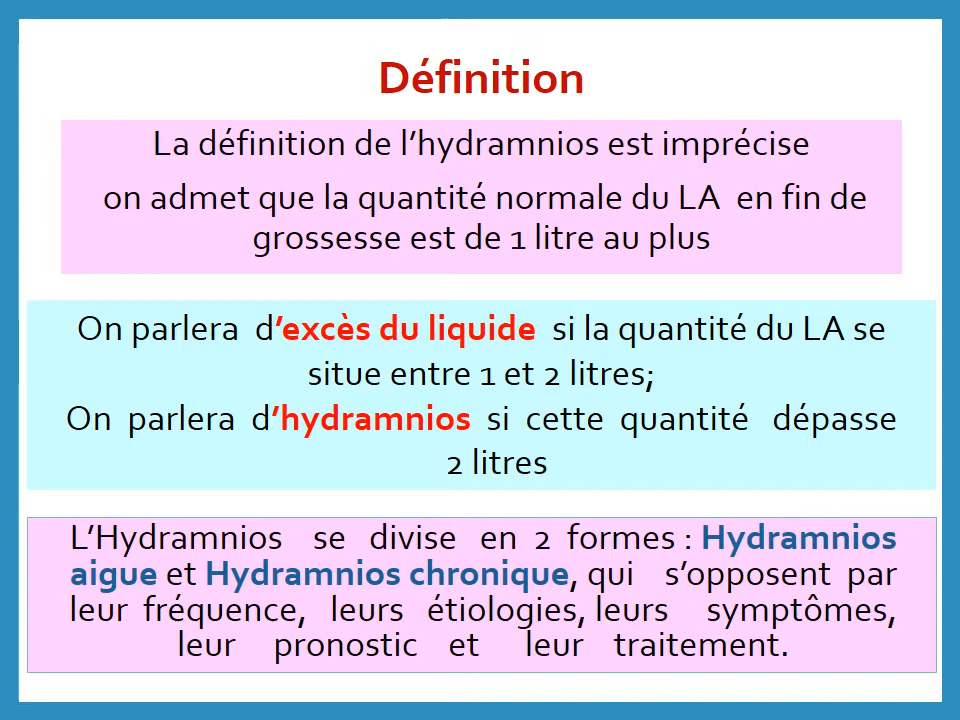 Définition
La définition de l'hydramnios est imprécise
on admet que la quantité normale du LA en fin de
grossesse est de 1 litre au plus
On parlera d'excès du liquide si la quantité du LA se
situe entre 1 et 2 litres;
On parlera d'hydramnios si cette quantité dépasse
2 litres
L'Hydramnios se divise en 2 formes : Hydramnios
aigue et Hydramnios chronique, qui s'opposent par
leur fréquence, leurs étiologies, leurs symptômes,
leur pronostic et leur traitement.